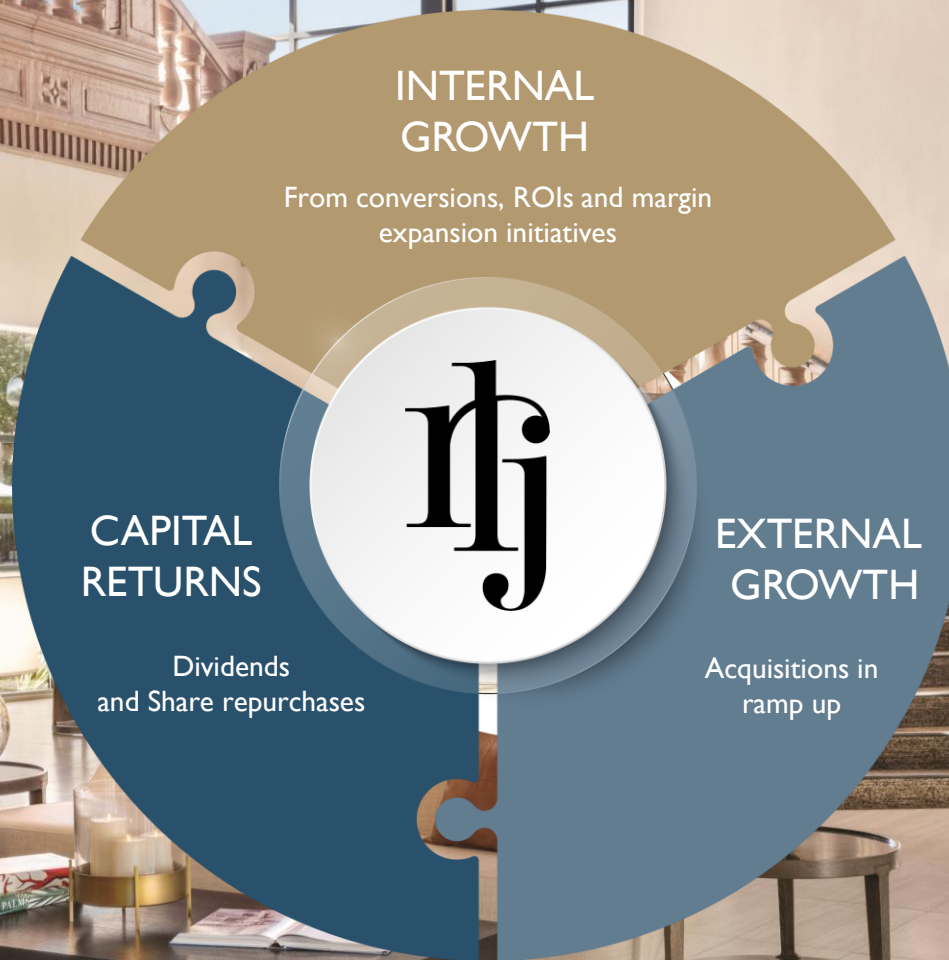 INTERNAL
GROWTH
From conversions, ROIs and margin
expansion initiatives
rlj
CAPITAL
RETURNS
Dividends
and Share repurchases
EXTERNAL
GROWTH
Acquisitions in
ramp up
PALM